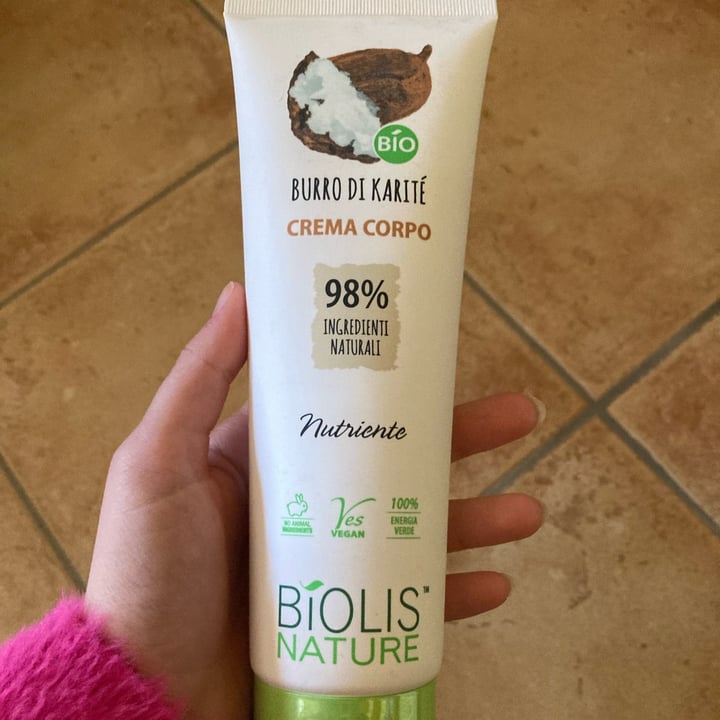 BIO
BURRO DI KARITÉ
CREMA CORPO
98%
INGREDIENTI
NATURALI
Nutriente
NO ANIMAL
INGREDIENTS
Yes
VEGAN
100%
ENERGIA
VERDE
BIOLIS™
NATURE